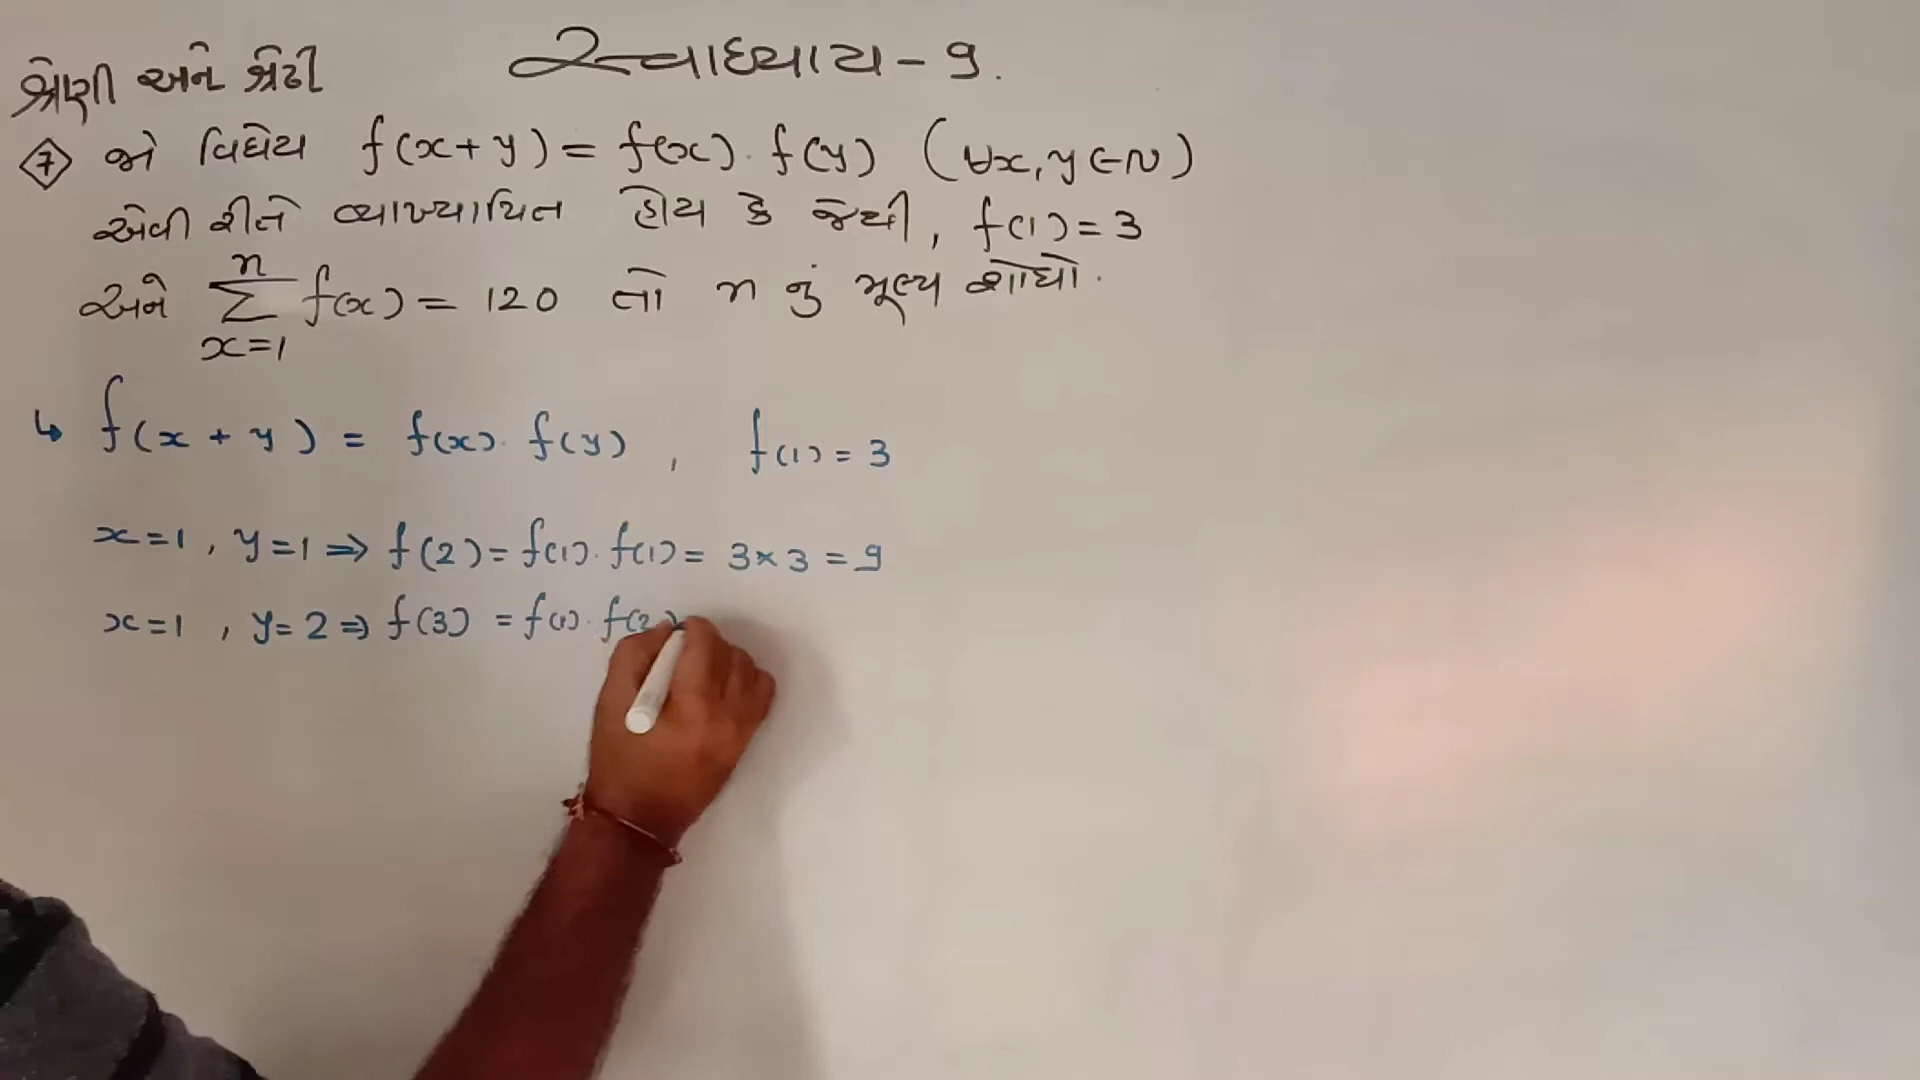 શ્રેણી અને શ્રેઢી
સ્વાધ્યાય - 9.
7 જો વિધેય f(x+y) = f(x). f(y) (∀x, y ∈ N)
એવી રીતે વ્યાખ્યાયિત હોય કે જેથી, f(1) = 3
અને \sum_{x=1}^{n} f(x) = 120 તો n નું મૂલ્ય શોધો.
↳ f(x + y) = f(x). f(y) , f(1) = 3
x=1 , y=1 ⇒ f(2) = f(1). f(1) = 3 × 3 = 9
x=1 , y=2 ⇒ f(3) = f(1). f(2)